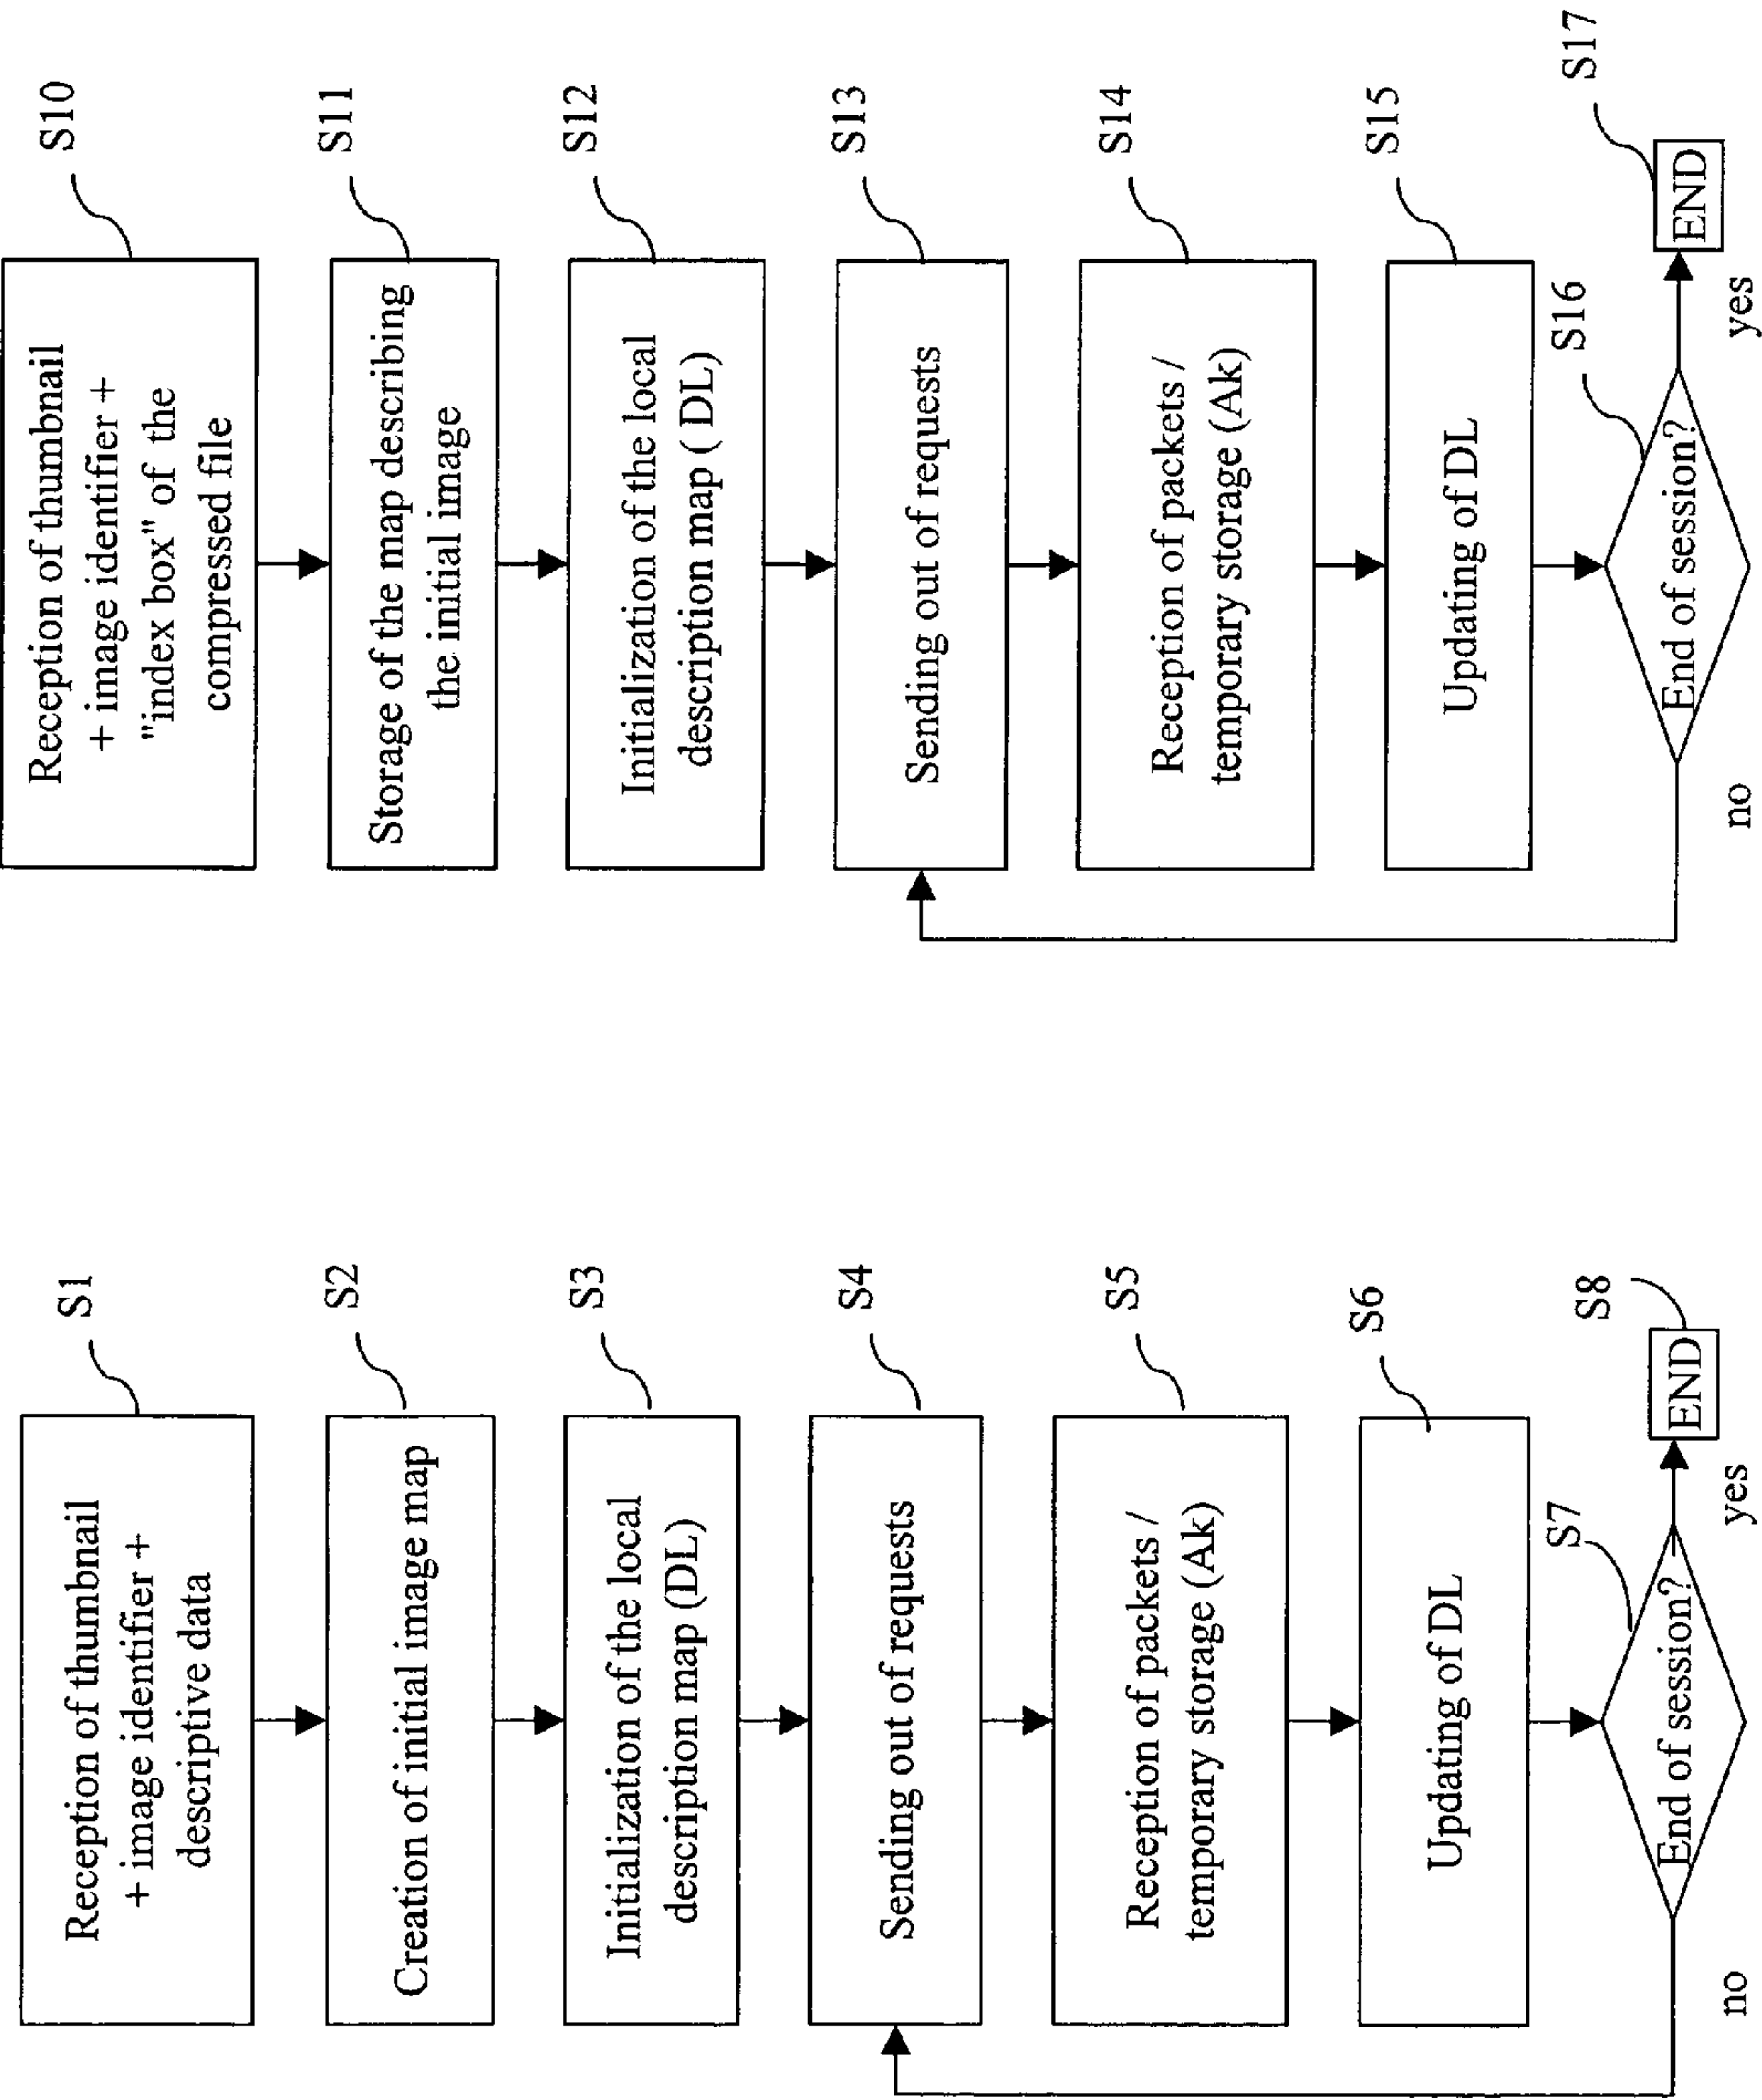 S1
Reception of thumbnail
+ image identifier +
descriptive data
S2
Creation of initial image map
S3
Initialization of the local
description map (DL)
S4
Sending out of requests
S5
Reception of packets /
temporary storage (Ak)
S6
Updating of DL
S7
End of session?
no
yes
S8
END
S10
Reception of thumbnail
+ image identifier +
"index box" of the
compressed file
S11
Storage of the map describing
the initial image
S12
Initialization of the local
description map ( DL)
S13
Sending out of requests
S14
Reception of packets /
temporary storage (Ak)
S15
Updating of DL
S16
End of session?
no
yes
S17
END